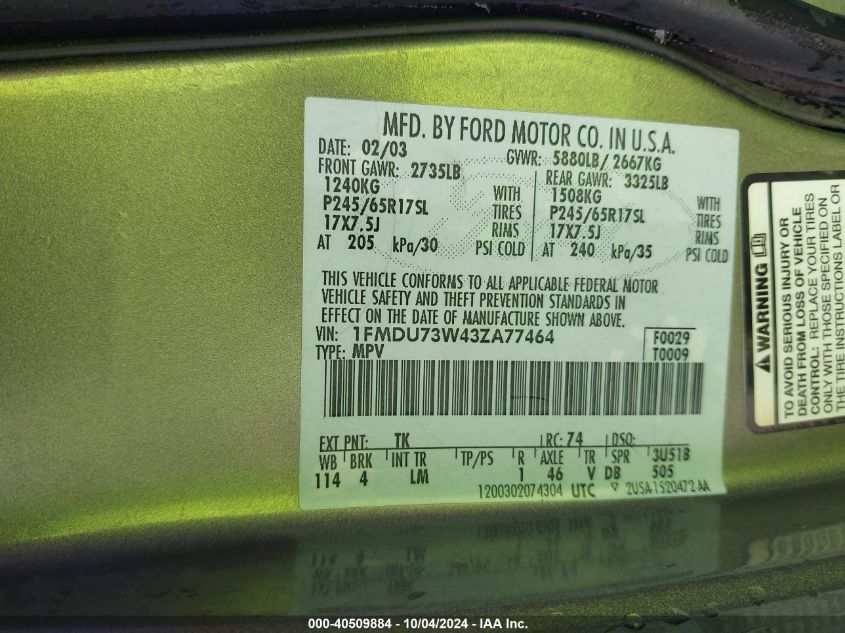 MFD. BY FORD MOTOR CO. IN U.S.A.
DATE: 02/03 GVWR: 5880LB/ 2667KG
FRONT GAWR: 2735LB REAR GAWR: 3325LB
1240KG WITH 1508KG WITH
P245/65R17SL TIRES P245/65R17SL TIRES
17X7.5J RIMS 17X7.5J RIMS
AT 205 kPa/30 PSI COLD AT 240 kPa/35 PSI COLD
THIS VEHICLE CONFORMS TO ALL APPLICABLE FEDERAL MOTOR
VEHICLE SAFETY AND THEFT PREVENTION STANDARDS IN
EFFECT ON THE DATE OF MANUFACTURE SHOWN ABOVE.
VIN: 1FMDU73W43ZA77464 F0029
TYPE: MPV T0009
EXT PNT: TK RC: 74 DSO:
WB BRK INT TR TP/PS R AXLE TR SPR 3U51B
114 4 LM 1 46 V DB 505
1200302074304 UTC 2USA-1520472-AA
WARNING
TO AVOID SERIOUS INJURY OR
DEATH FROM LOSS OF VEHICLE
CONTROL: REPLACE YOUR TIRES
ONLY WITH THOSE SPECIFIED ON
THE TIRE INSTRUCTIONS LABEL OR
000-40509884 - 10/04/2024 - IAA Inc.